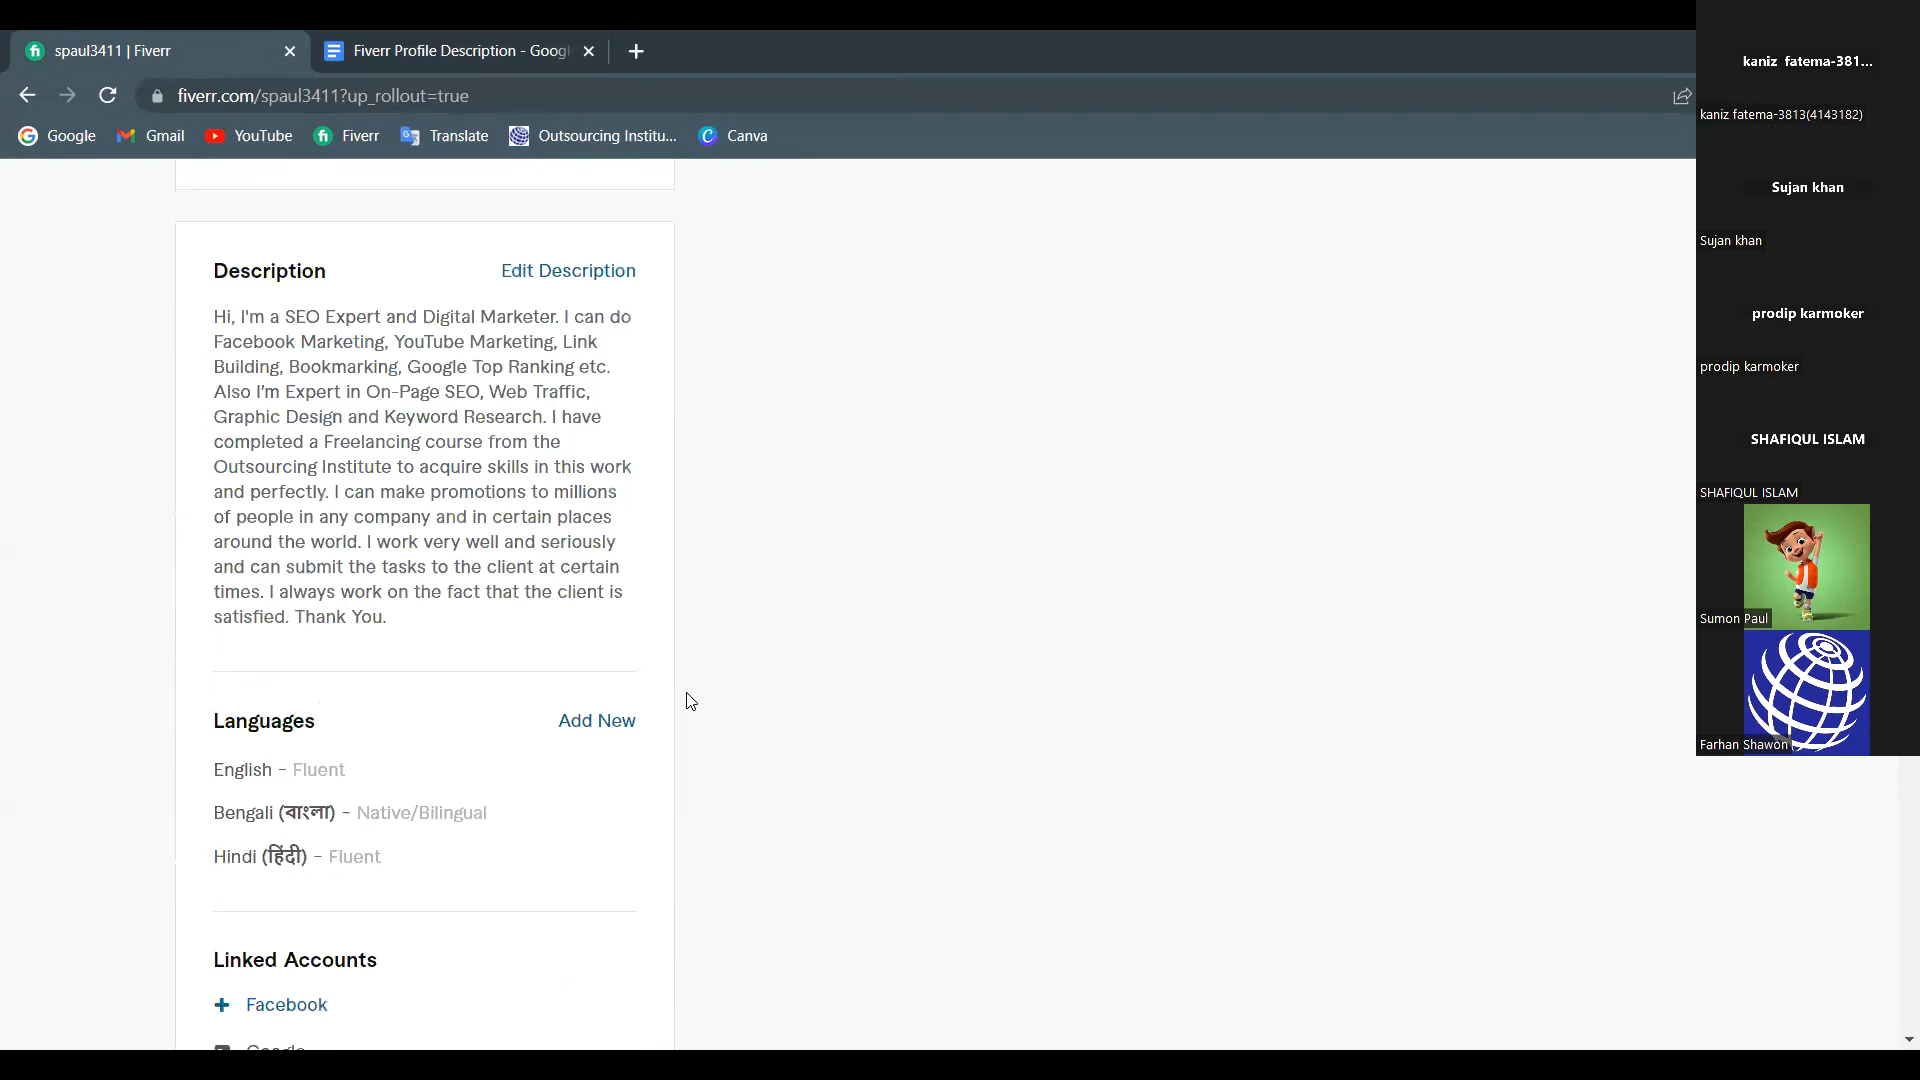 spaul3411 | Fiverr
Fiverr Profile Description - Goog
fiverr.com/spaul3411?up_rollout=true
Google
Gmail
YouTube
Fiverr
Translate
Outsourcing Institu...
Canva
Description
Edit Description
Hi, I'm a SEO Expert and Digital Marketer. I can do
Facebook Marketing, YouTube Marketing, Link
Building, Bookmarking, Google Top Ranking etc.
Also I'm Expert in On-Page SEO, Web Traffic,
Graphic Design and Keyword Research. I have
completed a Freelancing course from the
Outsourcing Institute to acquire skills in this work
and perfectly. I can make promotions to millions
of people in any company and in certain places
around the world. I work very well and seriously
and can submit the tasks to the client at certain
times. I always work on the fact that the client is
satisfied. Thank You.
Languages
Add New
English - Fluent
Bengali (বাংলা) - Native/Bilingual
Hindi (हिंदी) - Fluent
Linked Accounts
Facebook
Google
kaniz fatema-381...
kaniz fatema-3813(4143182)
Sujan khan
Sujan khan
prodip karmoker
prodip karmoker
SHAFIQUL ISLAM
SHAFIQUL ISLAM
Sumon Paul
Farhan Shawon